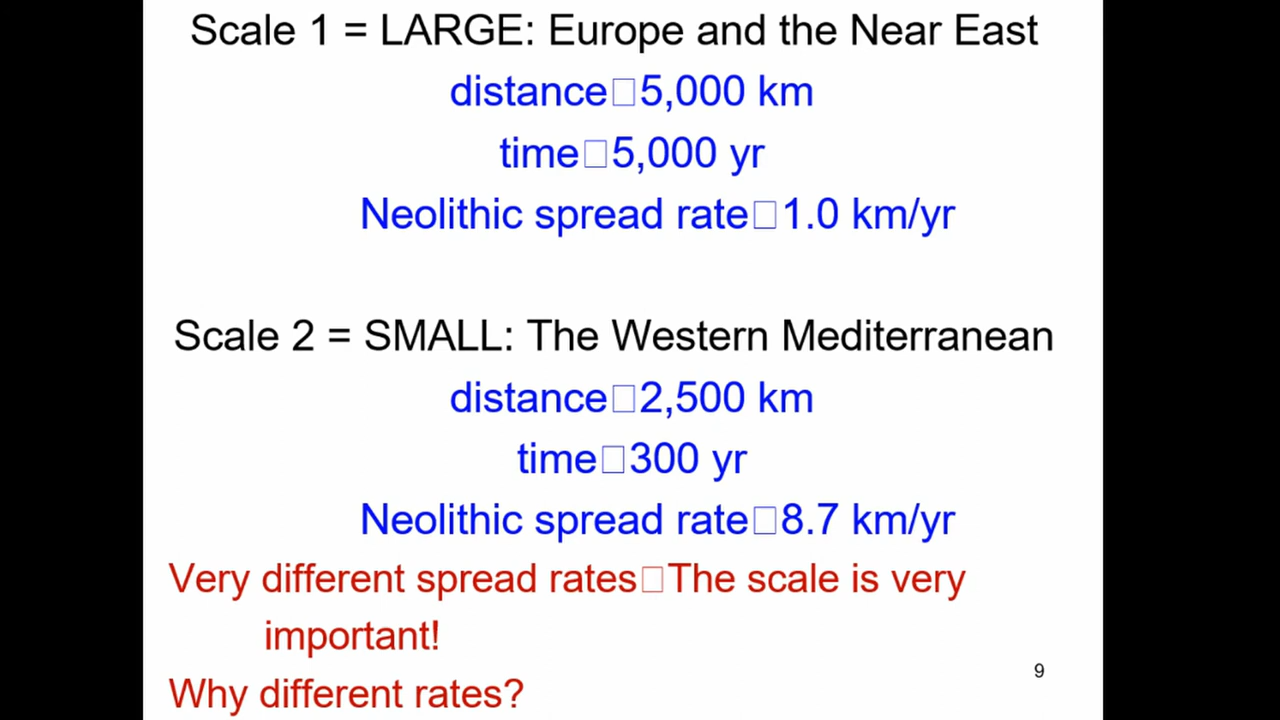 Scale 1 = LARGE: Europe and the Near East
distance□5,000 km
time□5,000 yr
Neolithic spread rate□1.0 km/yr
Scale 2 = SMALL: The Western Mediterranean
distance□2,500 km
time□300 yr
Neolithic spread rate□8.7 km/yr
Very different spread rates□The scale is very
important!
9
Why different rates?